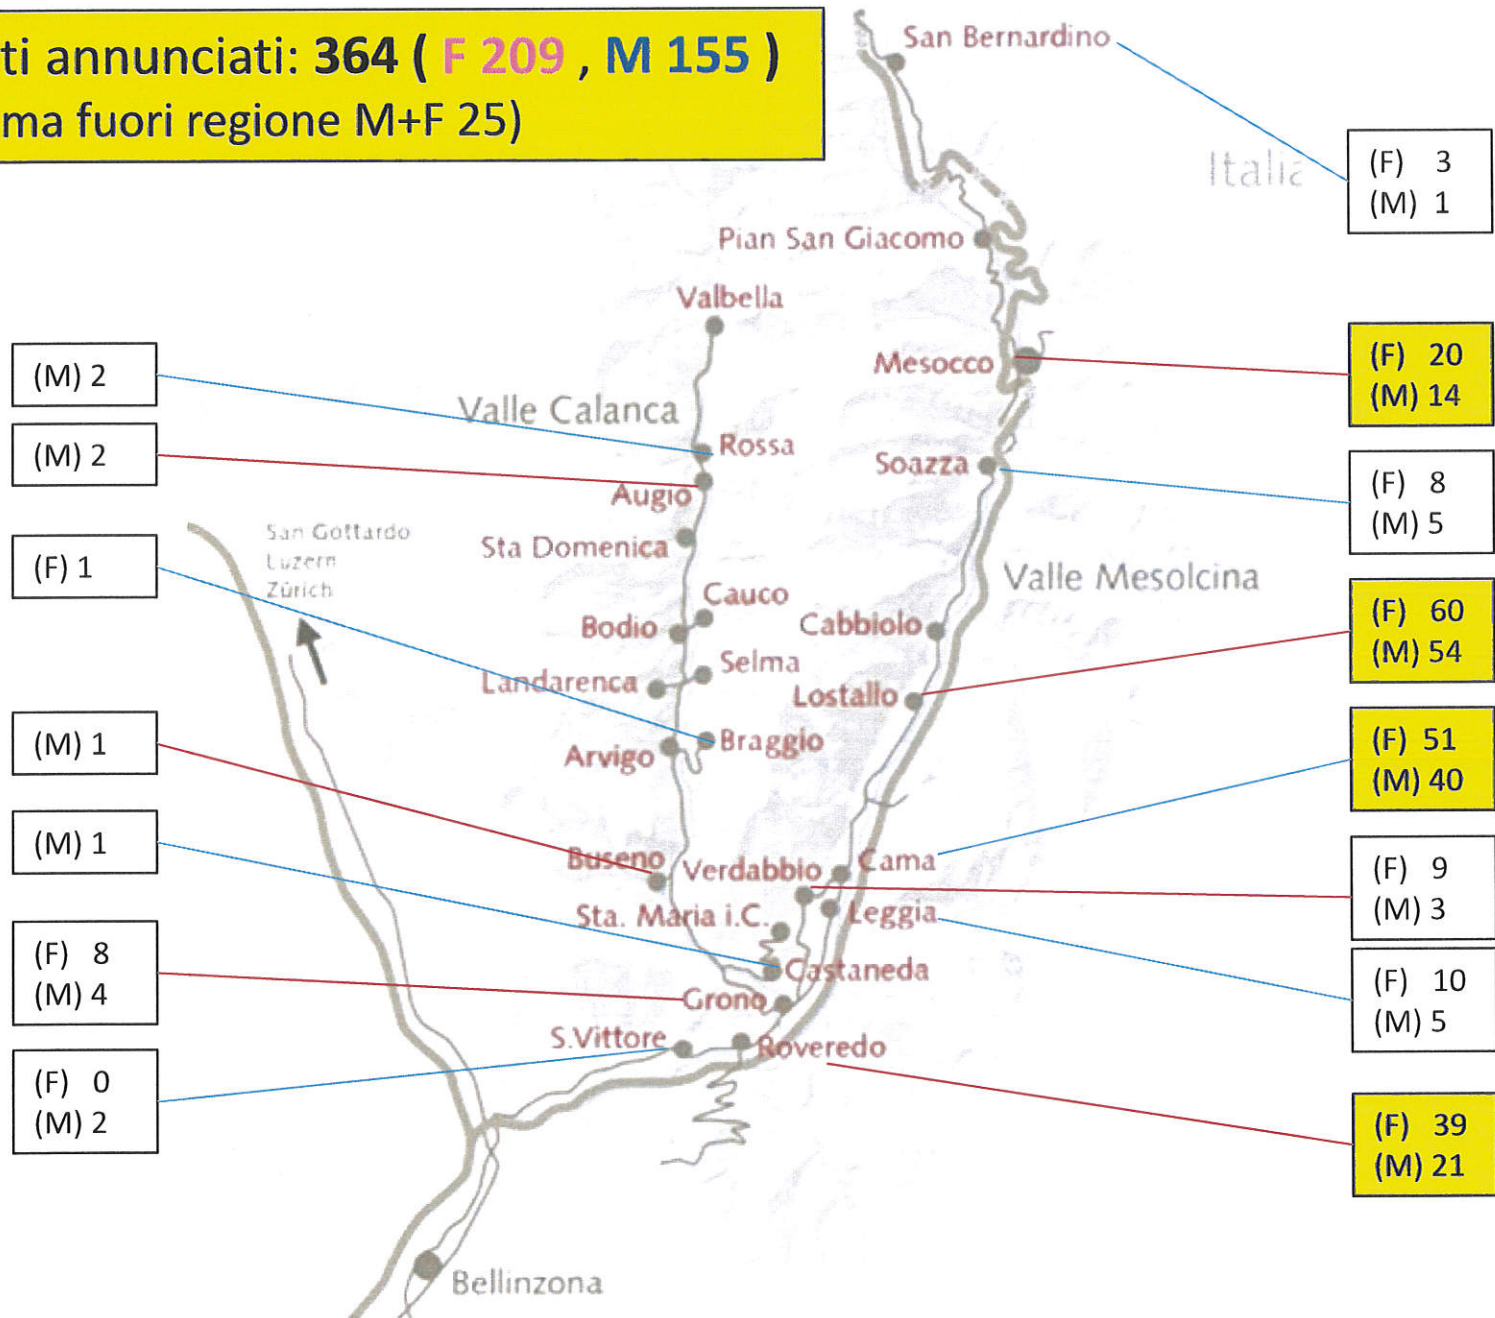 ti annunciati: 364 ( F 209 , M 155 )
ma fuori regione M+F 25)
San Bernardino
Italia
(F) 3
(M) 1
Pian San Giacomo
Valbella
Mesocco
(F) 20
(M) 14
(M) 2
Valle Calanca
Rossa
(M) 2
Augio
Soazza
(F) 8
(M) 5
San Gottardo
Luzern
Zürich
Sta Domenica
(F) 1
Valle Mesolcina
Cauco
Bodio
Cabbiolo
(F) 60
(M) 54
Selma
Landarenca
Lostallo
(M) 1
Braggio
Arvigo
(F) 51
(M) 40
(M) 1
Buseno
Verdabbio
Cama
(F) 9
(M) 3
Sta. Maria i.C.
Leggia
(F) 8
(M) 4
Castaneda
Grono
(F) 10
(M) 5
S.Vittore
Roveredo
(F) 0
(M) 2
(F) 39
(M) 21
Bellinzona